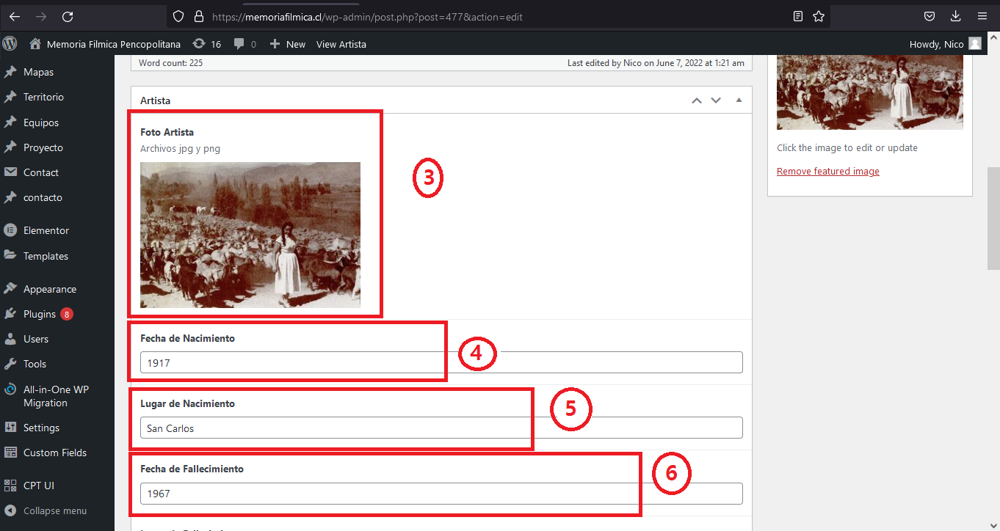 https://memoriafilmica.cl/wp-admin/post.php?post=477&action=edit
Memoria Filmica Pencopolitana 16 0 New View Artista Howdy, Nico
Mapas
Territorio
Equipos
Proyecto
Contact
contacto
Elementor
Templates
Appearance
Plugins 8
Users
Tools
All-in-One WP
Migration
Settings
Custom Fields
CPT UI
Collapse menu
Word count: 225 Last edited by Nico on June 7, 2022 at 1:21 am
Artista
Foto Artista
Archivos jpg y png
3
Fecha de Nacimiento
1917
4
Lugar de Nacimiento
San Carlos
5
Fecha de Fallecimiento
1967
6
Click the image to edit or update
Remove featured image